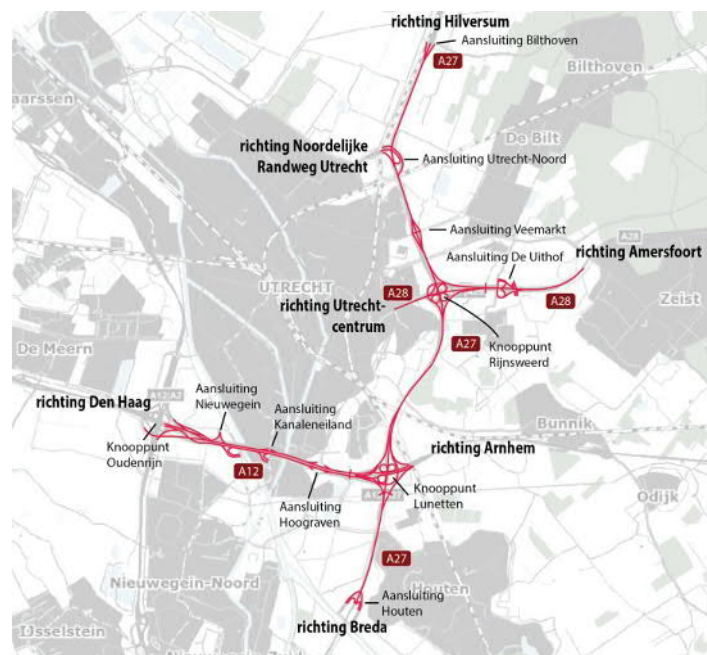 richting Hilversum
Aansluiting Bilthoven
A27
Bilthoven
aarssen
De Bilt
richting Noordelijke
Randweg Utrecht
Aansluiting Utrecht-Noord
Aansluiting Veemarkt
A28
Aansluiting De Uithof
richting Amersfoort
UTRECHT
A28
A28
richting Utrecht-
centrum
Zeist
A27
Knooppunt
Rijnsweerd
De Meern
A12;A2
richting Den Haag
Aansluiting
Nieuwegein
Aansluiting
Kanaleneiland
Bunnik
Knooppunt
Oudenrijn
richting Arnhem
A12
Aansluiting
Hoograven
Knooppunt
Lunetten
Odijk
A27
Nieuwegein-Noord
Houten
Aansluiting
Houten
richting Breda
IJsselstein